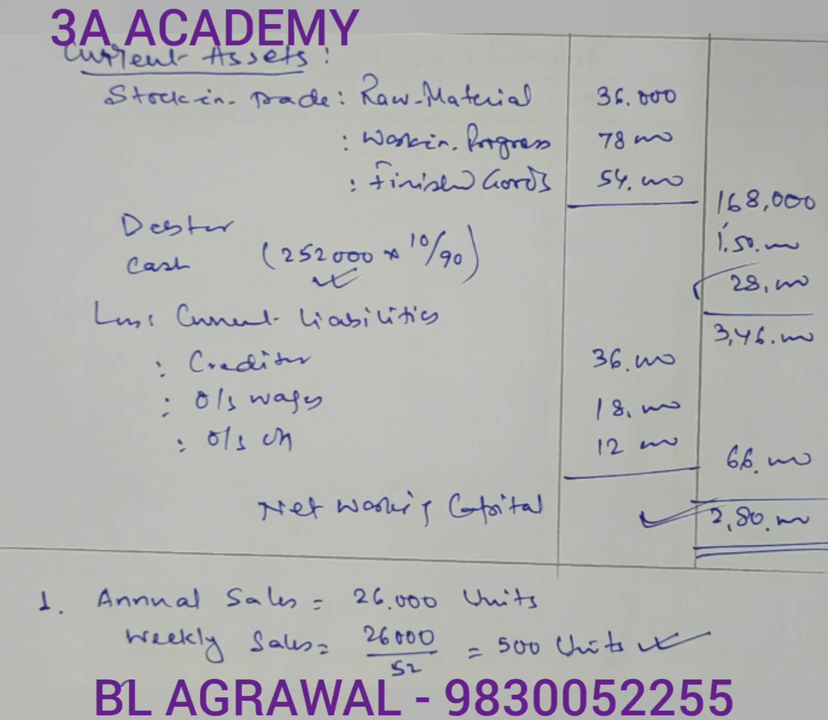 3A ACADEMY
Current Assets :
Stock-in-trade : Raw-Material 36.000
: Work-in.Progress 78 000
: Finished Goods 54.000
168,000
Debtor 1.50.000
Cash (252000 × 10/90) 28,000
Less: Current Liabilities 3,46.000
: Creditor 36.000
: O/s wages 18,000
: O/s 12 000 66.000
Net Working Capital 2,80.000
1. Annual Sales = 26.000 Units
Weekly Sales = 26000/52 = 500 Units
BL AGRAWAL - 9830052255